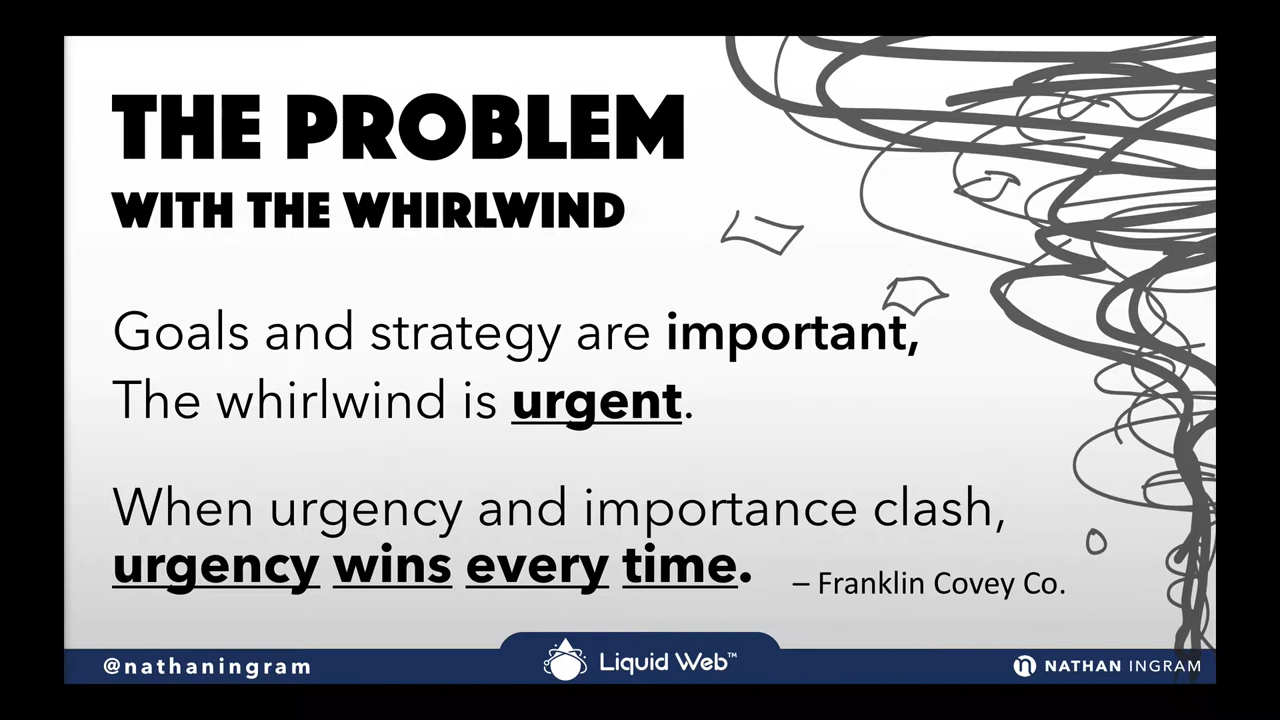 THE PROBLEM
WITH THE WHIRLWIND
Goals and strategy are important,
The whirlwind is urgent.
When urgency and importance clash,
urgency wins every time.
– Franklin Covey Co.
@nathaningram
Liquid Web™
NATHAN INGRAM